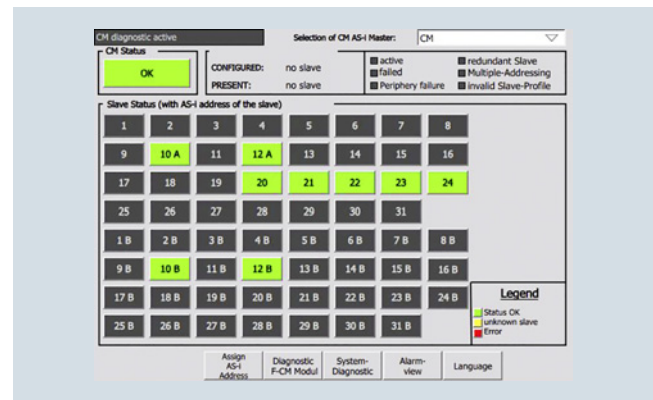 CM diagnostic active
Selection of CM AS-i Master:
CM
CM Status
OK
CONFIGURED: no slave
PRESENT: no slave
active
failed
Periphery failure
redundant Slave
Multiple-Addressing
invalid Slave-Profile
Slave Status (with AS-i address of the slave)
1 2 3 4 5 6 7 8
9 10 A 11 12 A 13 14 15 16
17 18 19 20 21 22 23 24
25 26 27 28 29 30 31
1 B 2 B 3 B 4 B 5 B 6 B 7 B 8 B
9 B 10 B 11 B 12 B 13 B 14 B 15 B 16 B
17 B 18 B 19 B 20 B 21 B 22 B 23 B 24 B
25 B 26 B 27 B 28 B 29 B 30 B 31 B
Legend
Status OK
unknown slave
Error
Assign
AS-i
Address
Diagnostic
F-CM Modul
System-
Diagnostic
Alarm-
view
Language